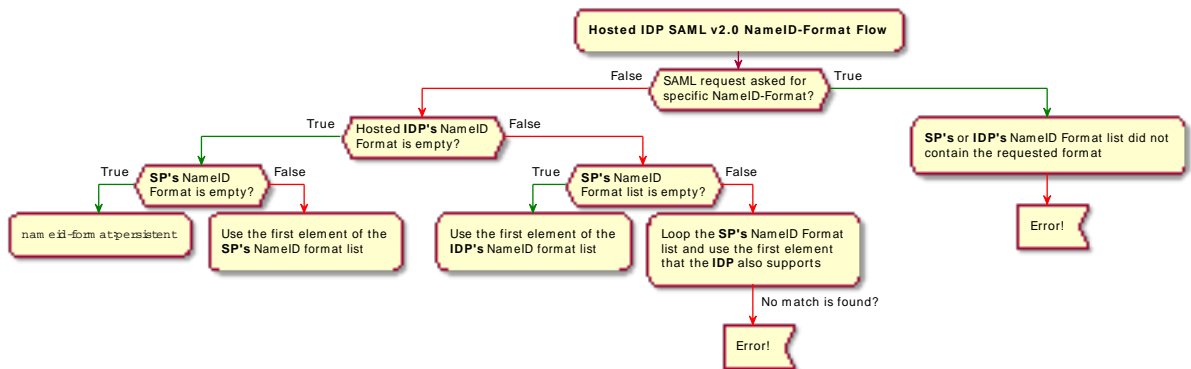 Hosted IDP SAML v2.0 NameID-Format Flow
False
SAML request asked for
specific NameID-Format?
True
True
Hosted IDP's NameID
Format is empty?
False
SP's or IDP's NameID Format list did not
contain the requested format
True
SP's NameID
Format is empty?
False
True
SP's NameID
Format list is empty?
False
nameid-format:persistent
Use the first element of the
SP's NameID format list
Use the first element of the
IDP's NameID format list
Loop the SP's NameID Format
list and use the first element
that the IDP also supports
Error!
No match is found?
Error!